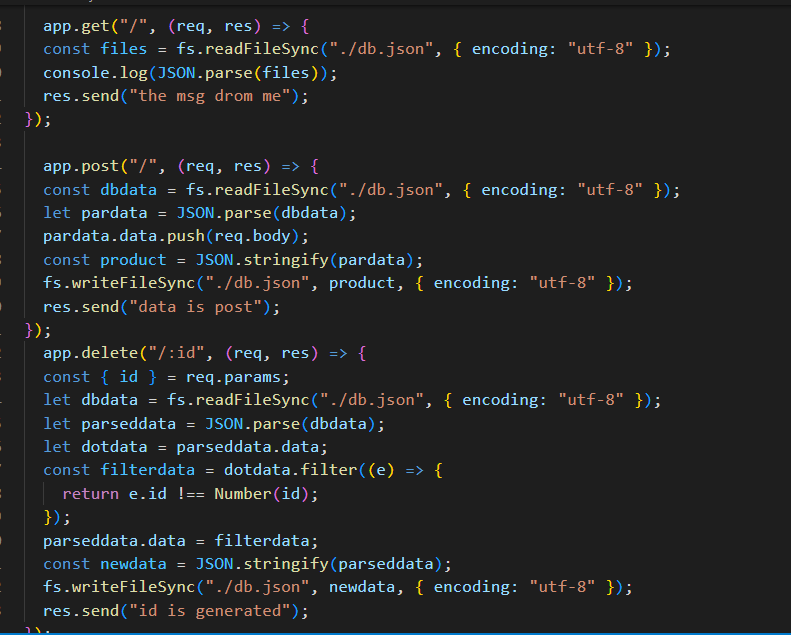 app.get("/", (req, res) => {
const files = fs.readFileSync("./db.json", { encoding: "utf-8" });
console.log(JSON.parse(files));
res.send("the msg drom me");
});
app.post("/", (req, res) => {
const dbdata = fs.readFileSync("./db.json", { encoding: "utf-8" });
let pardata = JSON.parse(dbdata);
pardata.data.push(req.body);
const product = JSON.stringify(pardata);
fs.writeFileSync("./db.json", product, { encoding: "utf-8" });
res.send("data is post");
});
app.delete("/:id", (req, res) => {
const { id } = req.params;
let dbdata = fs.readFileSync("./db.json", { encoding: "utf-8" });
let parseddata = JSON.parse(dbdata);
let dotdata = parseddata.data;
const filterdata = dotdata.filter((e) => {
return e.id !== Number(id);
});
parseddata.data = filterdata;
const newdata = JSON.stringify(parseddata);
fs.writeFileSync("./db.json", newdata, { encoding: "utf-8" });
res.send("id is generated");
});